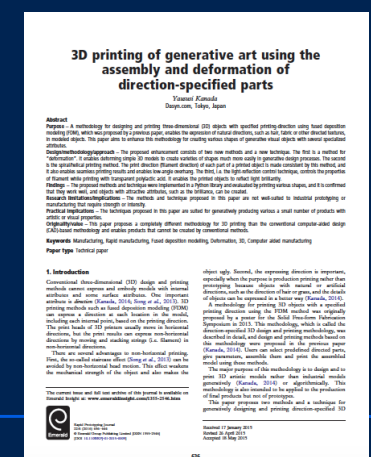 3D printing of generative art using the
assembly and deformation of
direction-specified parts
Yasusi Kanada
Dasyn.com, Tokyo, Japan
Abstract
Purpose – A methodology for designing and printing three-dimensional (3D) objects with specified printing-direction using fused deposition
modeling (FDM), which was proposed by a previous paper, enables the expression of natural directions, such as hair, fabric or other directed textures,
in modeled objects. This paper aims to enhance this methodology for creating various shapes of generative visual objects with several specialized
attributes.
Design/methodology/approach – The proposed enhancement consists of two new methods and a new technique. The first is a method for
"deformation". It enables deforming simple 3D models to create varieties of shapes much more easily in generative design processes. The second
is the spiral/helical printing method. The print direction (filament direction) of each part of a printed object is made consistent by this method, and
it also enables seamless printing results and enables low-angle overhang. The third, i.e. the light-reflection control technique, controls the properties
of filament while printing with transparent polylactic acid. It enables the printed objects to reflect light brilliantly.
Findings – The proposed methods and technique were implemented in a Python library and evaluated by printing various shapes, and it is confirmed
that they work well, and objects with attractive attributes, such as the brilliance, can be created.
Research limitations/implications – The methods and technique proposed in this paper are not well-suited to industrial prototyping or
manufacturing that require strength or intensity.
Practical implications – The techniques proposed in this paper are suited for generatively producing various a small number of products with
artistic or visual properties.
Originality/value – This paper proposes a completely different methodology for 3D printing than the conventional computer-aided design
(CAD)-based methodology and enables products that cannot be created by conventional methods.
Keywords Manufacturing, Rapid manufacturing, Fused deposition modelling, Deformation, 3D, Computer aided manufacturing
Paper type Technical paper
1. Introduction
Conventional three-dimensional (3D) design and printing
methods cannot express and embody models with internal
attributes and some surface attributes. One important
attribute is direction (Kanada, 2014; Song et al., 2013). 3D
printing methods such as fused deposition modeling (FDM)
can express a direction at each location in the model,
including each internal point, based on the printing direction.
The print heads of 3D printers usually moves in horizontal
directions, but the print results can express non-horizontal
directions by moving and stacking strings (i.e. filaments) in
non-horizontal directions.
There are several advantages to non-horizontal printing.
First, the so-called staircase effect (Song et al., 2013) can be
avoided by non-horizontal head motion. This effect weakens
the mechanical strength of the object and also makes the
The current issue and full text archive of this journal is available on
Emerald Insight at: www.emeraldinsight.com/1355-2546.htm
Emerald
Rapid Prototyping Journal
© Emerald Group Publishing Limited [ISSN 1355-2546]
object ugly. Second, the expressing direction is important,
especially when the purpose is production printing rather than
prototyping because objects with natural or artificial
directions, such as the direction of hair or grass, and the details
of objects can be expressed in a better way (Kanada, 2014).
A methodology for printing 3D objects with a specified
printing direction using the FDM method was originally
proposed by a poster for the Solid Free-form Fabrication
Symposium in 2013. This methodology, which is called the
direction-specified 3D design and printing methodology, was
described in detail, and design and printing methods based on
this methodology were proposed in the previous paper
(Kanada, 2014). Users can select predefined directed parts,
give parameters, assemble them and print the assembled
model using these methods.
The major purpose of this methodology is to design and to
print 3D artistic models rather than industrial models
generatively (Kanada, 2014) or algorithmically. This
methodology is also intended to be applied to the production
of final products but not of prototypes.
This paper proposes two methods and a technique for
generatively designing and printing direction-specified 3D
Received 17 January 2015
Revised 26 April 2015
Accepted 18 May 2015